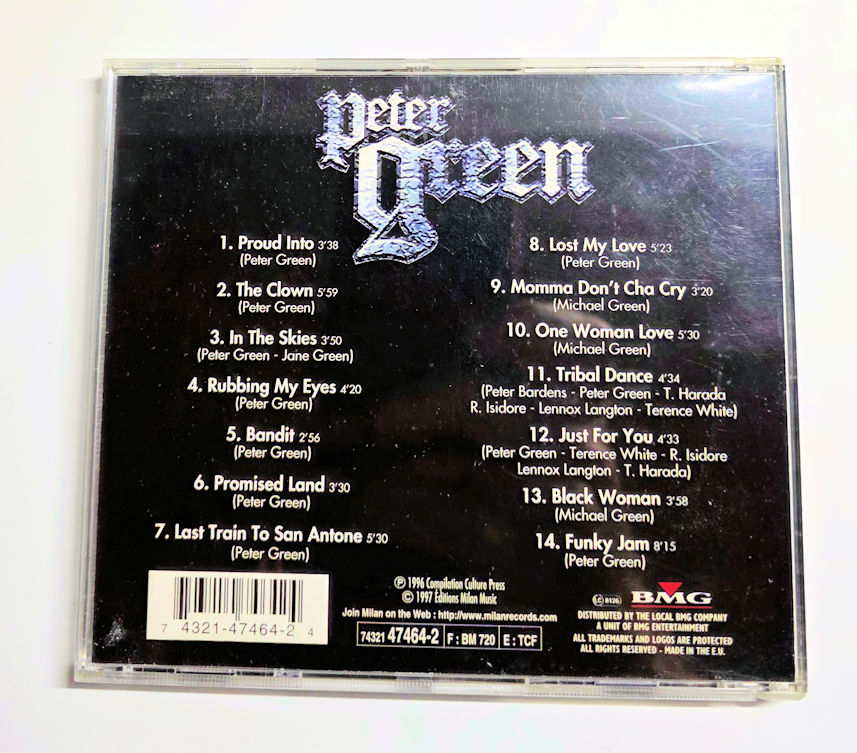 peter
green
1. Proud Into 3'38
(Peter Green)
2. The Clown 5'59
(Peter Green)
3. In The Skies 3'50
(Peter Green - Jane Green)
4. Rubbing My Eyes 4'20
(Peter Green)
5. Bandit 2'56
(Peter Green)
6. Promised Land 3'30
(Peter Green)
7. Last Train To San Antone 5'30
(Peter Green)
8. Lost My Love 5'23
(Peter Green)
9. Momma Don't Cha Cry 3'20
(Michael Green)
10. One Woman Love 5'30
(Michael Green)
11. Tribal Dance 4'34
(Peter Bardens - Peter Green - T. Harada
R. Isidore - Lennox Langton - Terence White)
12. Just For You 4'33
(Peter Green - Terence White - R. Isidore
Lennox Langton - T. Harada)
13. Black Woman 3'58
(Michael Green)
14. Funky Jam 8'15
(Peter Green)
7 4321-47464-2 4
℗ 1996 Compilation Culture Press
© 1997 Editions Milan Music
Join Milan on the Web : http://www.milanrecords.com
74321 47464-2 F : BM 720 E : TCF
LC 8126 BMG
DISTRIBUTED BY THE LOCAL BMG COMPANY
A UNIT OF BMG ENTERTAINMENT
ALL TRADEMARKS AND LOGOS ARE PROTECTED
ALL RIGHTS RESERVED - MADE IN THE E.U.